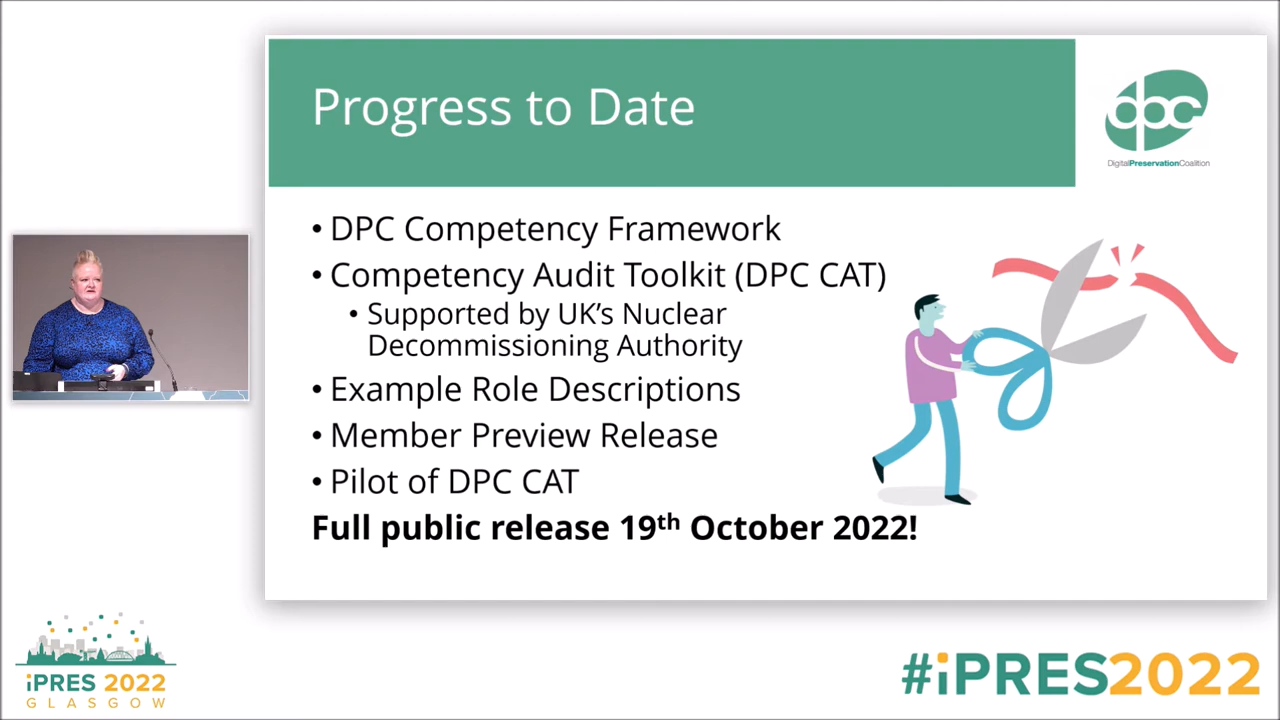 Progress to Date
dpc
DigitalPreservationCoalition
• DPC Competency Framework
• Competency Audit Toolkit (DPC CAT)
• Supported by UK's Nuclear
Decommissioning Authority
• Example Role Descriptions
• Member Preview Release
• Pilot of DPC CAT
Full public release 19th October 2022!
iPRES 2022
GLASGOW
#iPRES2022